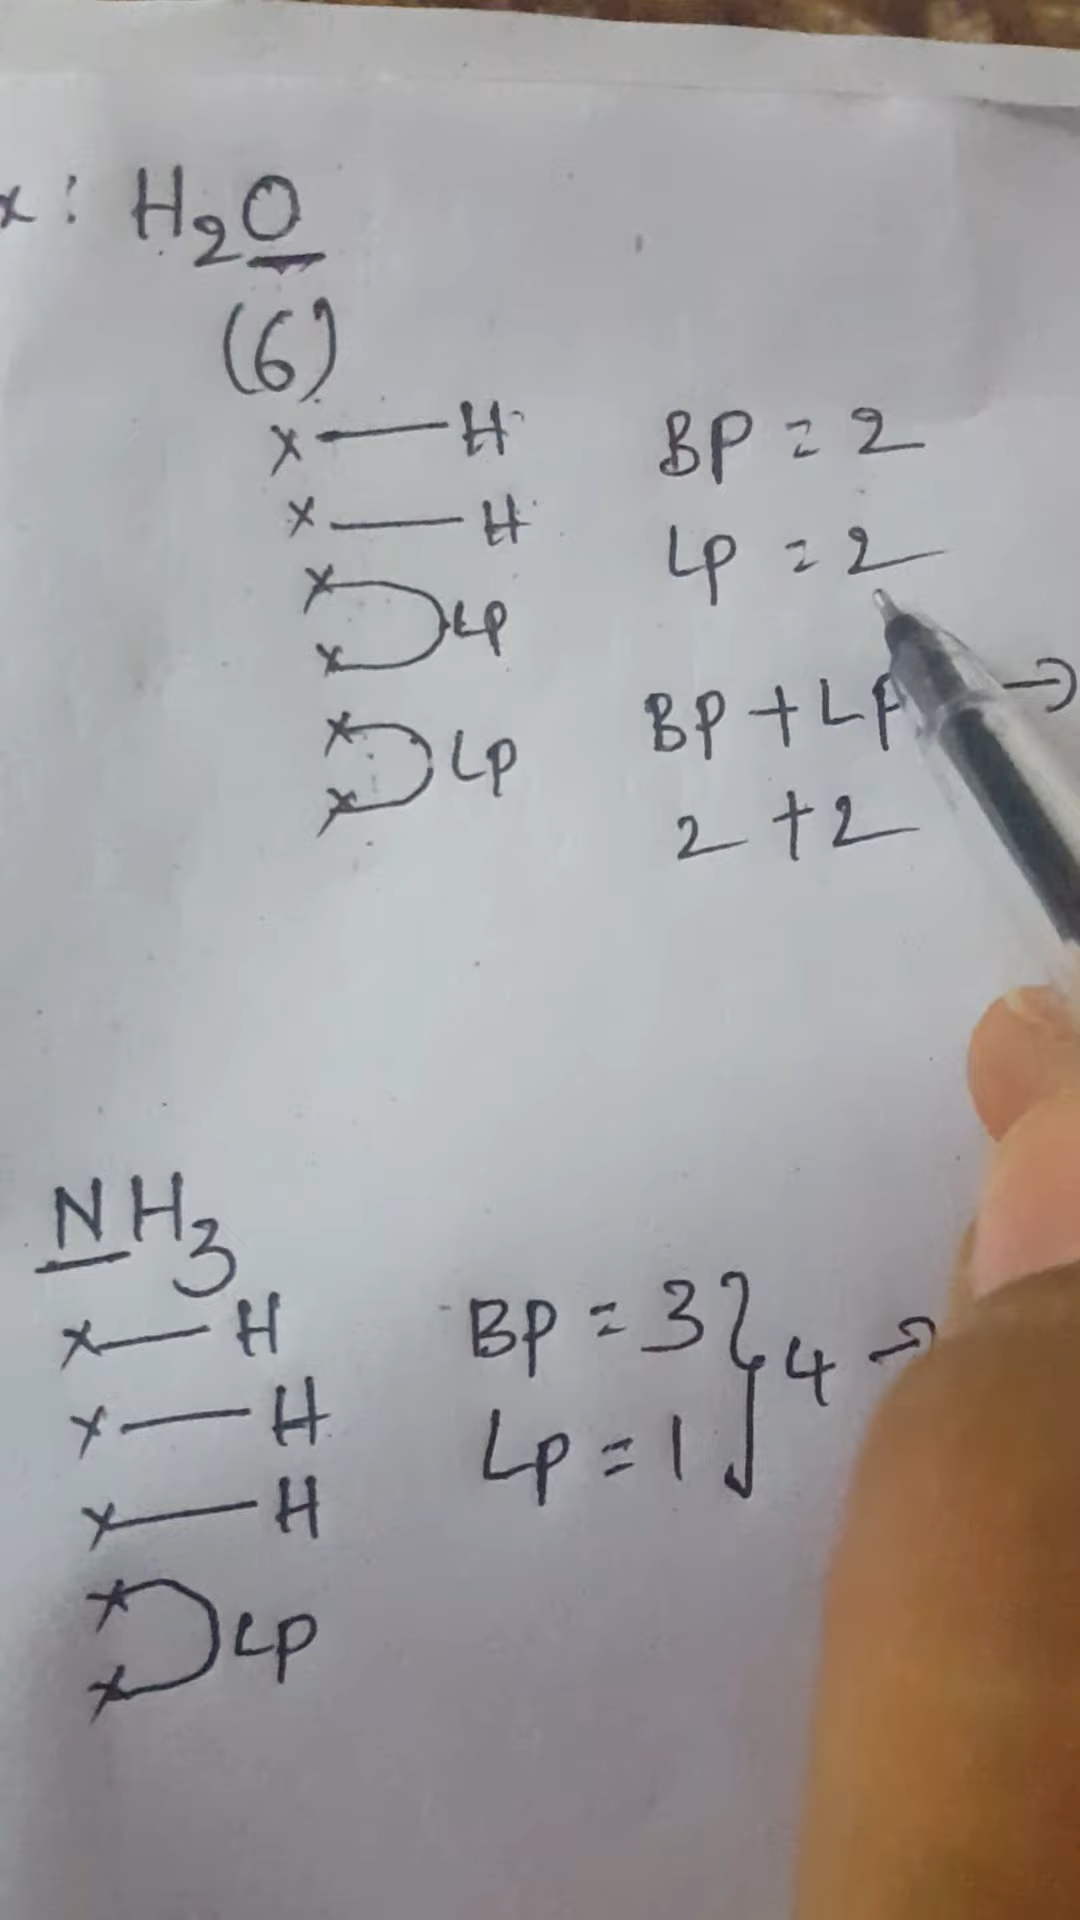 x: H₂O
(6)
x—H BP = 2
x—H LP = 2
x
x LP
BP + LP →
x
x LP
2 + 2
NH₃
x—H BP = 3
x—H 4 →
x—H LP = 1
x
x LP